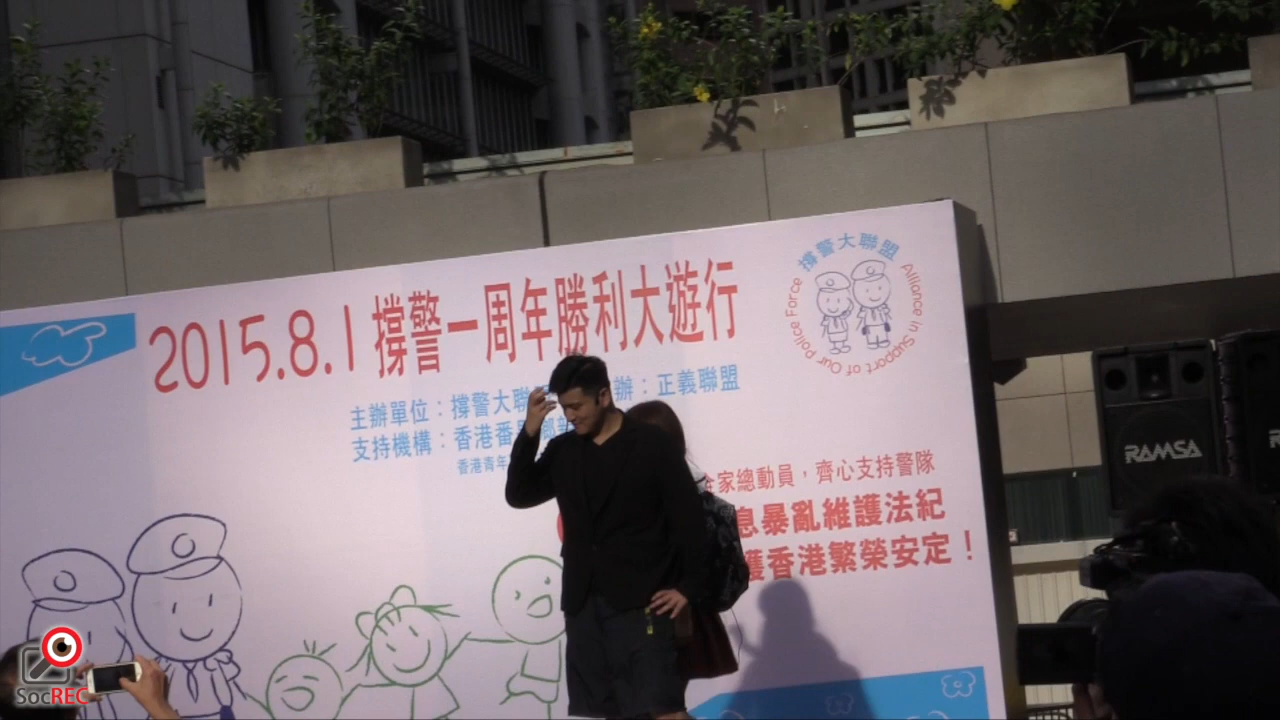 2015.8.1 撐警一周年勝利大遊行
撐警大聯盟
Alliance in Support of Our Police Force
主辦單位：撐警大聯 辦：正義聯盟
支持機構：香港番
香港青年
家總動員，齊心支持警隊
息暴亂維護法紀
護香港繁榮安定！
RAMSA
SocREC